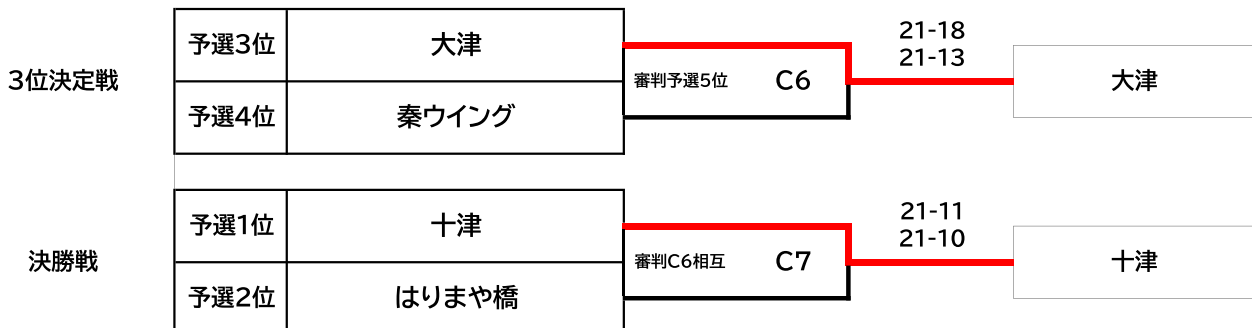 予選3位
大津
21-18
21-13
3位決定戦
審判予選5位
C6
大津
予選4位
秦ウイング
予選1位
十津
21-11
21-10
決勝戦
審判C6相互
C7
十津
予選2位
はりまや橋